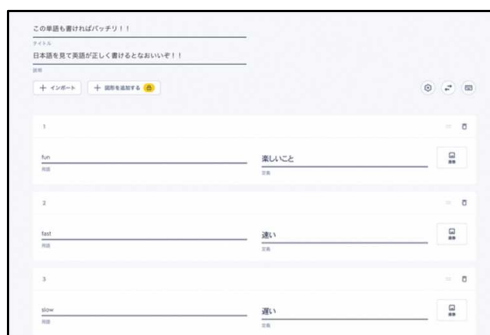 この単語も書ければバッチリ！！
タイトル
日本語を見て英語が正しく書けるとなおいいぞ！！
説明
＋ インポート ＋ 図形を追加する
1
fun 楽しいこと
用語 定義
画像
2
fast 速い
用語 定義
画像
3
slow 遅い
用語 定義
画像